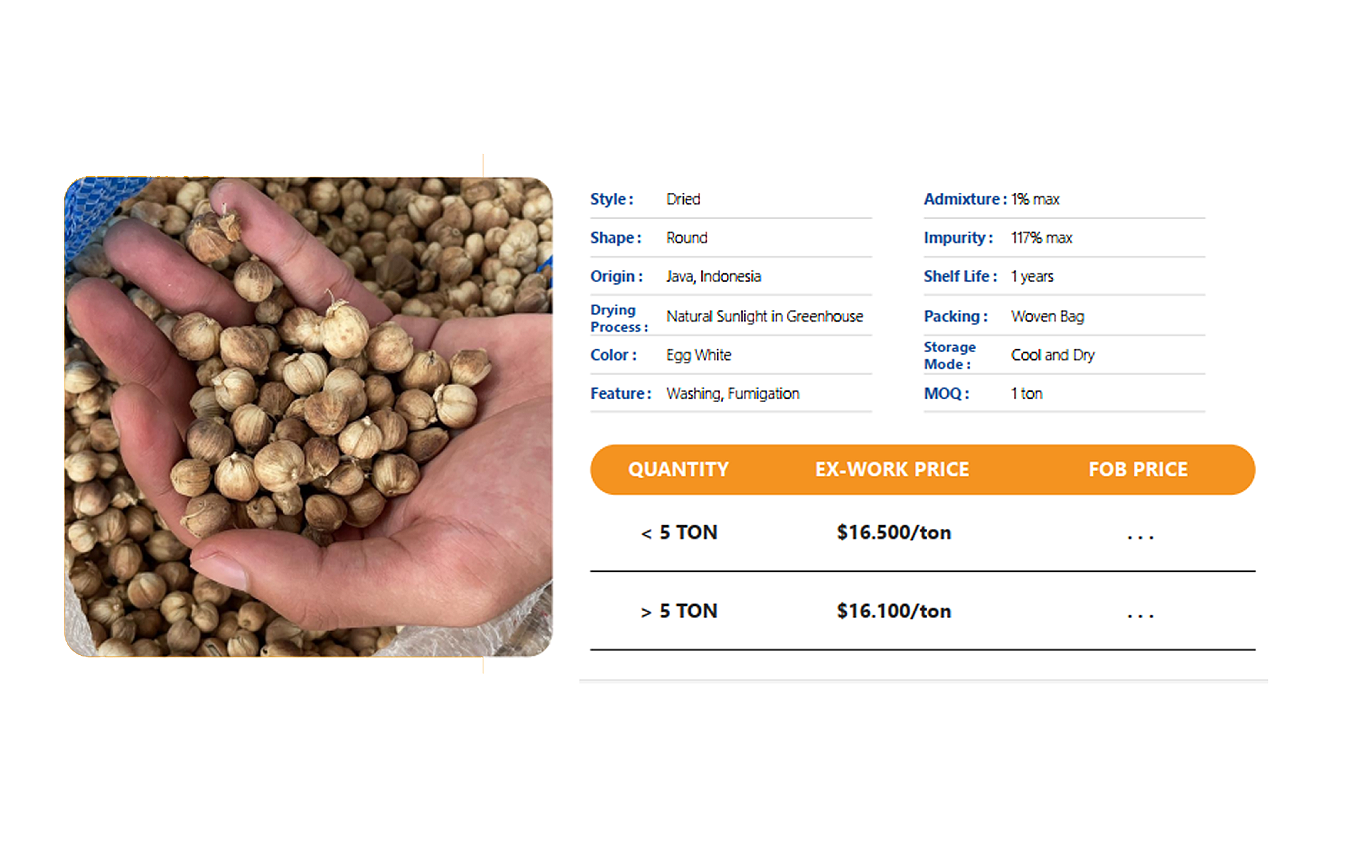 Style : Dried
Shape : Round
Origin : Java, Indonesia
Drying
Process : Natural Sunlight in Greenhouse
Color : Egg White
Feature : Washing, Fumigation
Admixture : 1% max
Impurity : 117% max
Shelf Life : 1 years
Packing : Woven Bag
Storage
Mode : Cool and Dry
MOQ : 1 ton
QUANTITY EX-WORK PRICE FOB PRICE
< 5 TON $16.500/ton . . .
> 5 TON $16.100/ton . . .